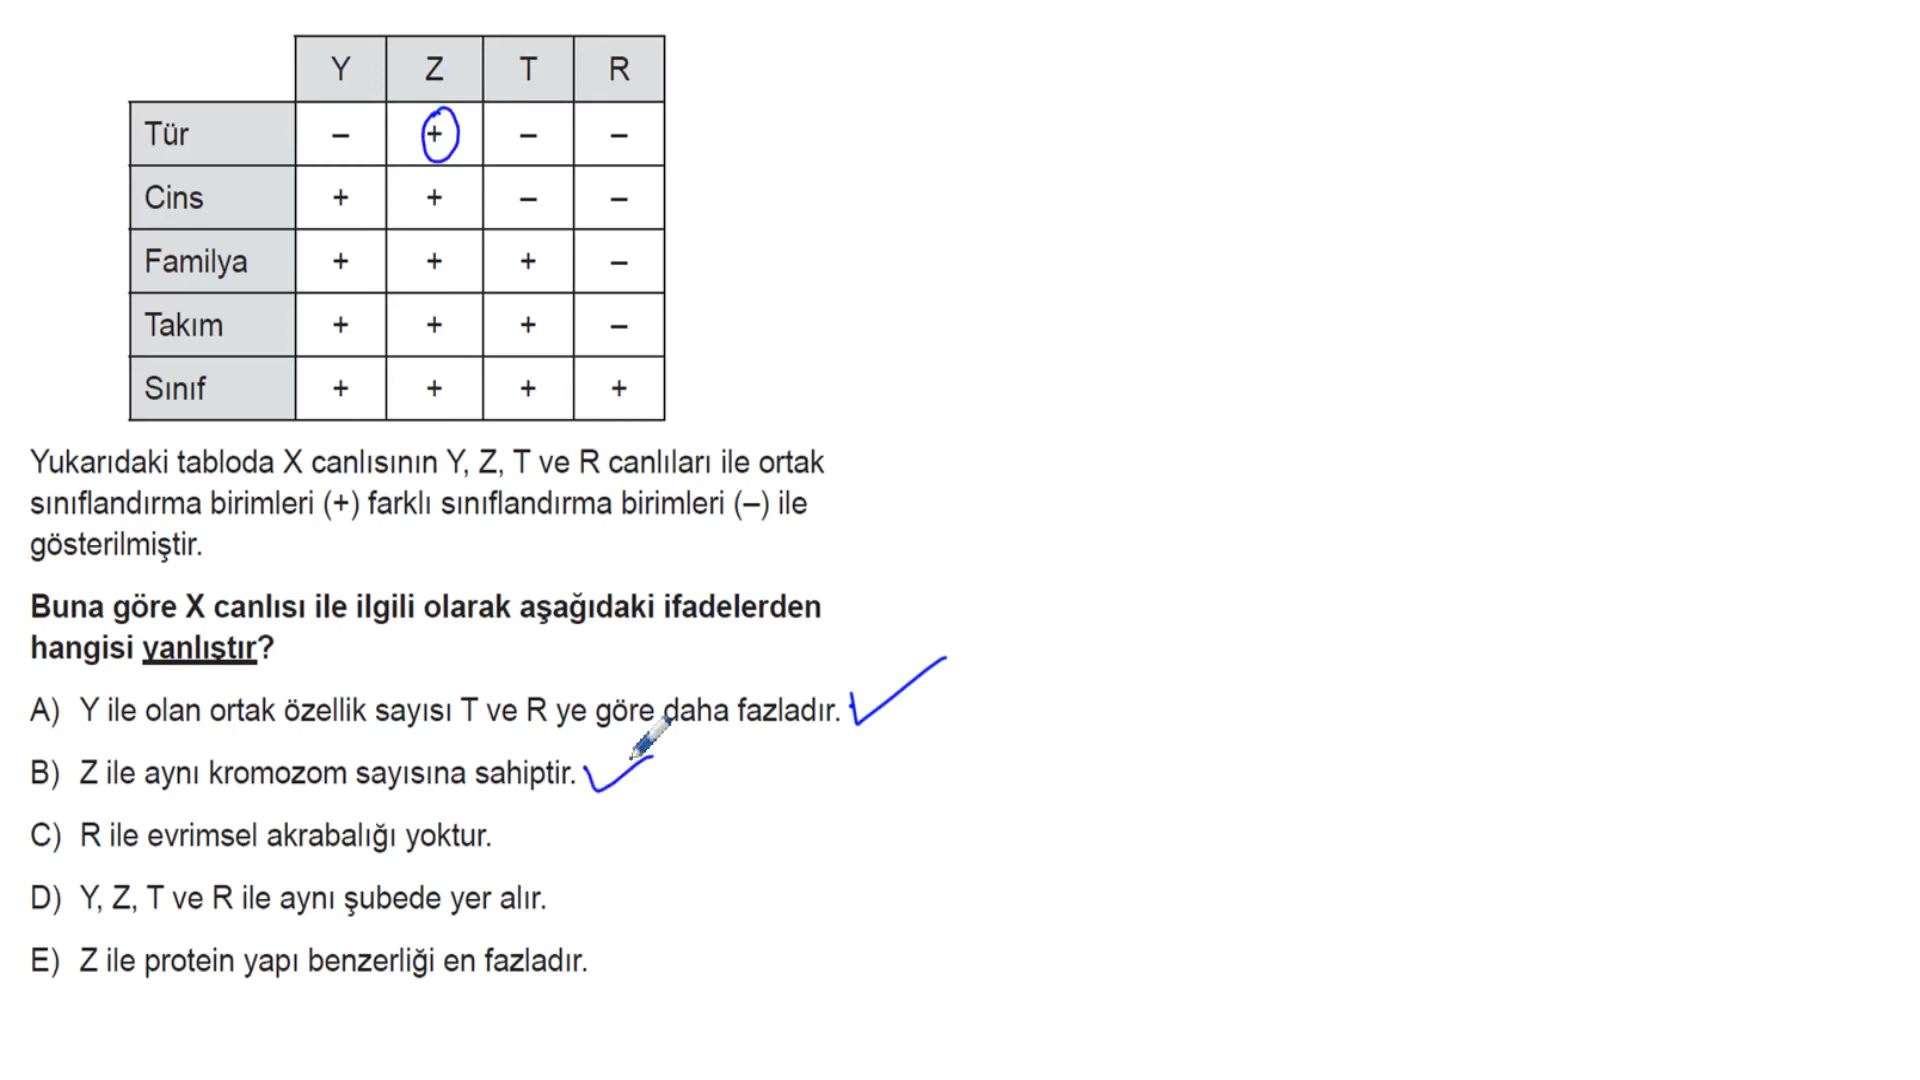 Y Z T R
Tür – + – –
Cins + + – –
Familya + + + –
Takım + + + –
Sınıf + + + +
Yukarıdaki tabloda X canlısının Y, Z, T ve R canlıları ile ortak
sınıflandırma birimleri (+) farklı sınıflandırma birimleri (–) ile
gösterilmiştir.
Buna göre X canlısı ile ilgili olarak aşağıdaki ifadelerden
hangisi yanlıştır?
A) Y ile olan ortak özellik sayısı T ve R ye göre daha fazladır.
B) Z ile aynı kromozom sayısına sahiptir.
C) R ile evrimsel akrabalığı yoktur.
D) Y, Z, T ve R ile aynı şubede yer alır.
E) Z ile protein yapı benzerliği en fazladır.